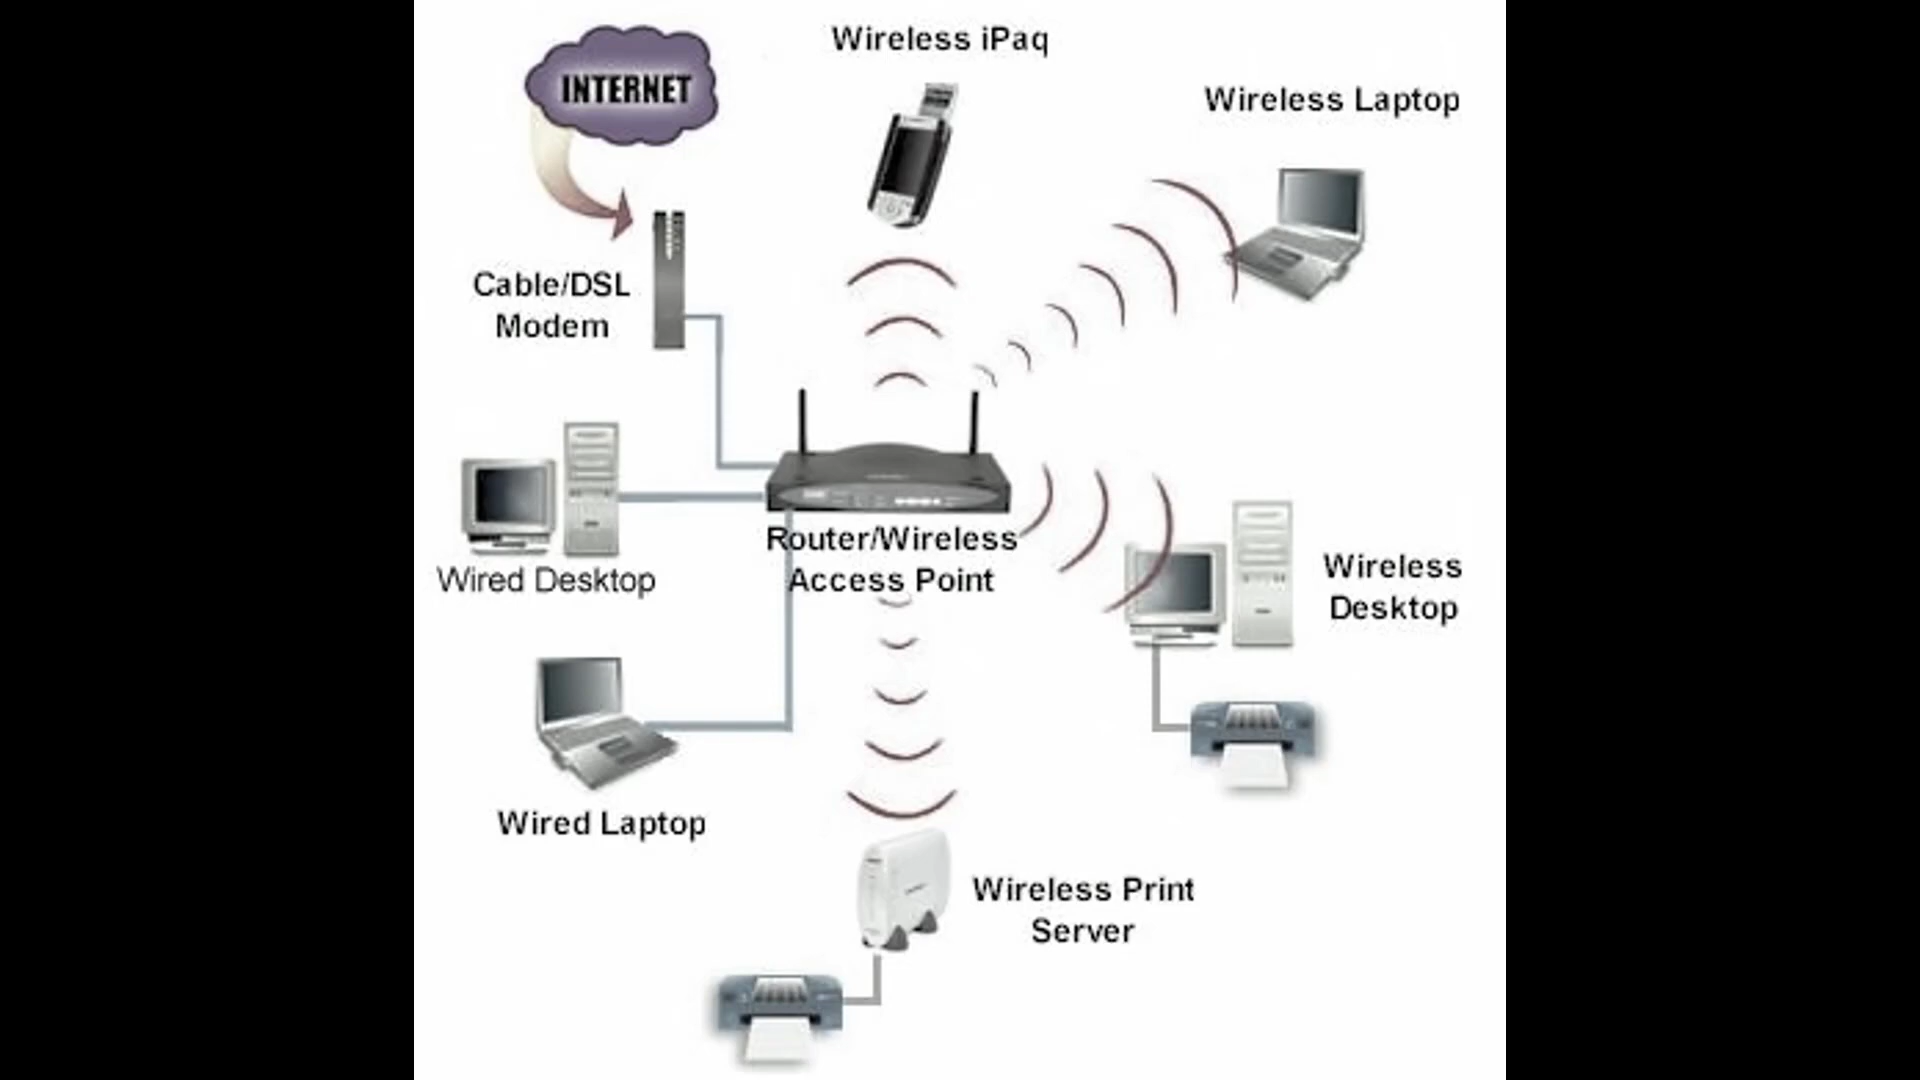 Wireless iPaq
INTERNET
Wireless Laptop
Cable/DSL
Modem
Router/Wireless
Access Point
Wired Desktop
Wireless
Desktop
Wired Laptop
Wireless Print
Server